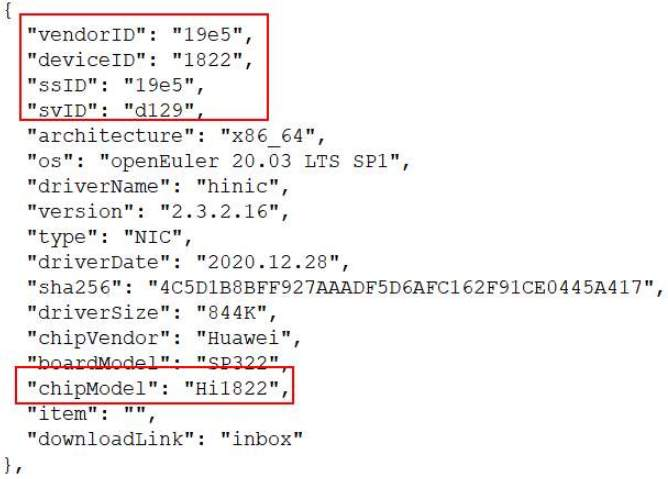 {
"vendorID": "19e5",
"deviceID": "1822",
"ssID": "19e5",
"svID": "d129",
"architecture": "x86_64",
"os": "openEuler 20.03 LTS SP1",
"driverName": "hinic",
"version": "2.3.2.16",
"type": "NIC",
"driverDate": "2020.12.28",
"sha256": "4C5D1B8BFF927AAADF5D6AFC162F91CE0445A417",
"driverSize": "844K",
"chipVendor": "Huawei",
"boardModel": "SP322",
"chipModel": "Hi1822",
"item": "",
"downloadLink": "inbox"
},